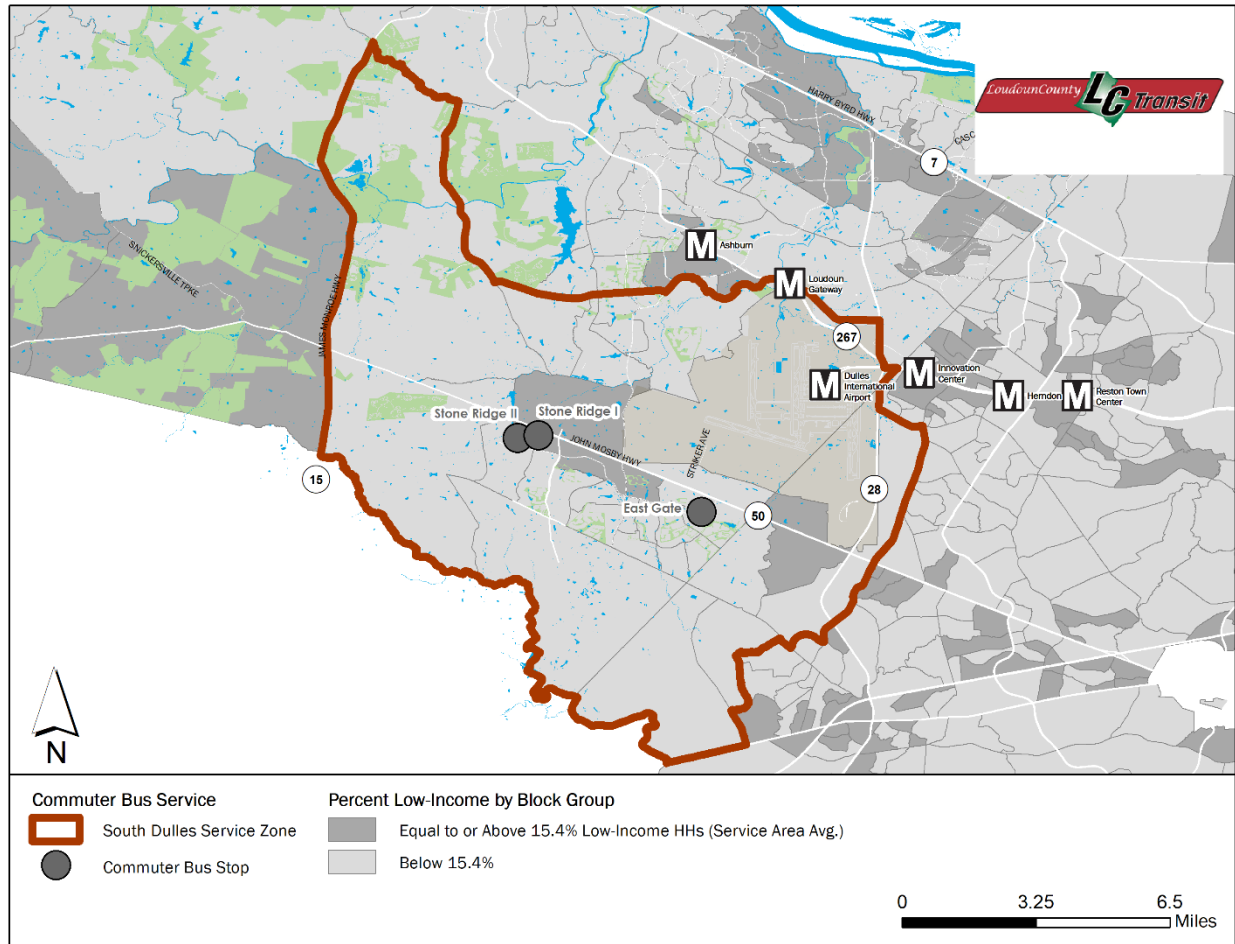 LoudounCounty LC Transit
HARRY BYRD HWY
7
SNICKERSVILLE TPKE
JAMES MONROE HWY
M Ashburn
M Loudoun
Gateway
267
M Dulles
International
Airport
M Innovation
Center
M Herndon
M Reston Town
Center
Stone Ridge II
Stone Ridge I
JOHN MOSBY HWY
STRIKER AVE
15
28
East Gate
50
N
Commuter Bus Service
South Dulles Service Zone
Commuter Bus Stop
Percent Low-Income by Block Group
Equal to or Above 15.4% Low-Income HHs (Service Area Avg.)
Below 15.4%
0 3.25 6.5
Miles